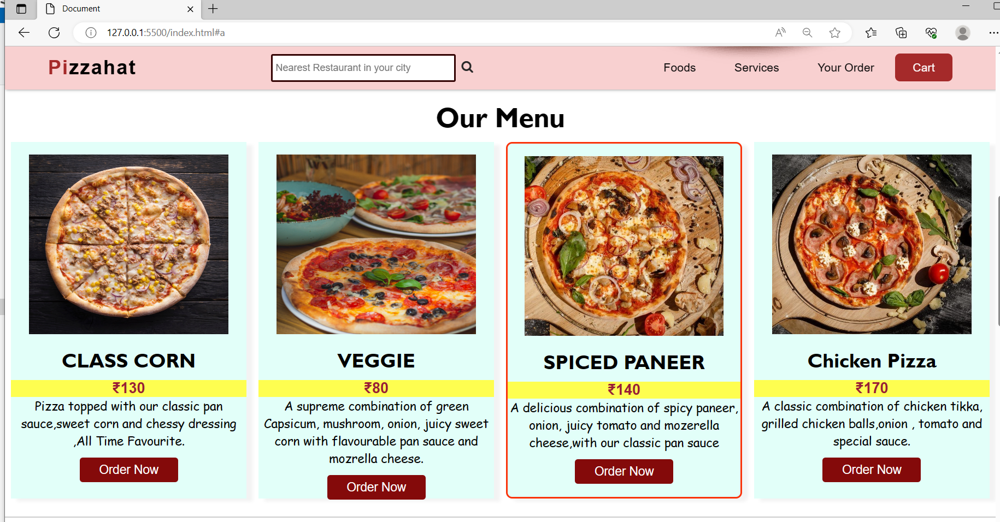 Document
127.0.0.1:5500/index.html#a
Pizzahat
Nearest Restaurant in your city
Foods
Services
Your Order
Cart
Our Menu
CLASS CORN
₹130
Pizza topped with our classic pan
sauce,sweet corn and chessy dressing
,All Time Favourite.
Order Now
VEGGIE
₹80
A supreme combination of green
Capsicum, mushroom, onion, juicy sweet
corn with flavourable pan sauce and
mozrella cheese.
Order Now
SPICED PANEER
₹140
A delicious combination of spicy paneer,
onion, juicy tomato and mozerella
cheese,with our classic pan sauce
Order Now
Chicken Pizza
₹170
A classic combination of chicken tikka,
grilled chicken balls,onion , tomato and
special sauce.
Order Now